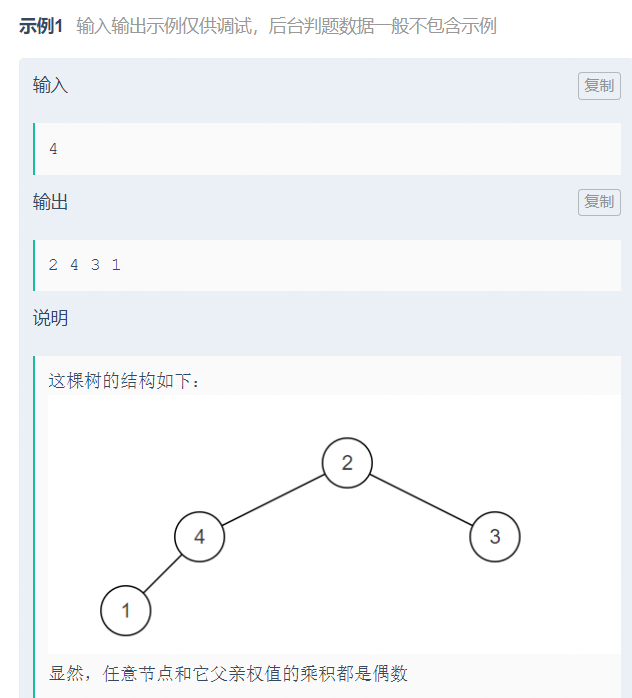 示例1 输入输出示例仅供调试，后台判题数据一般不包含示例
输入
复制
4
输出
复制
2 4 3 1
说明
这棵树的结构如下：
2
4
3
1
显然，任意节点和它父亲权值的乘积都是偶数